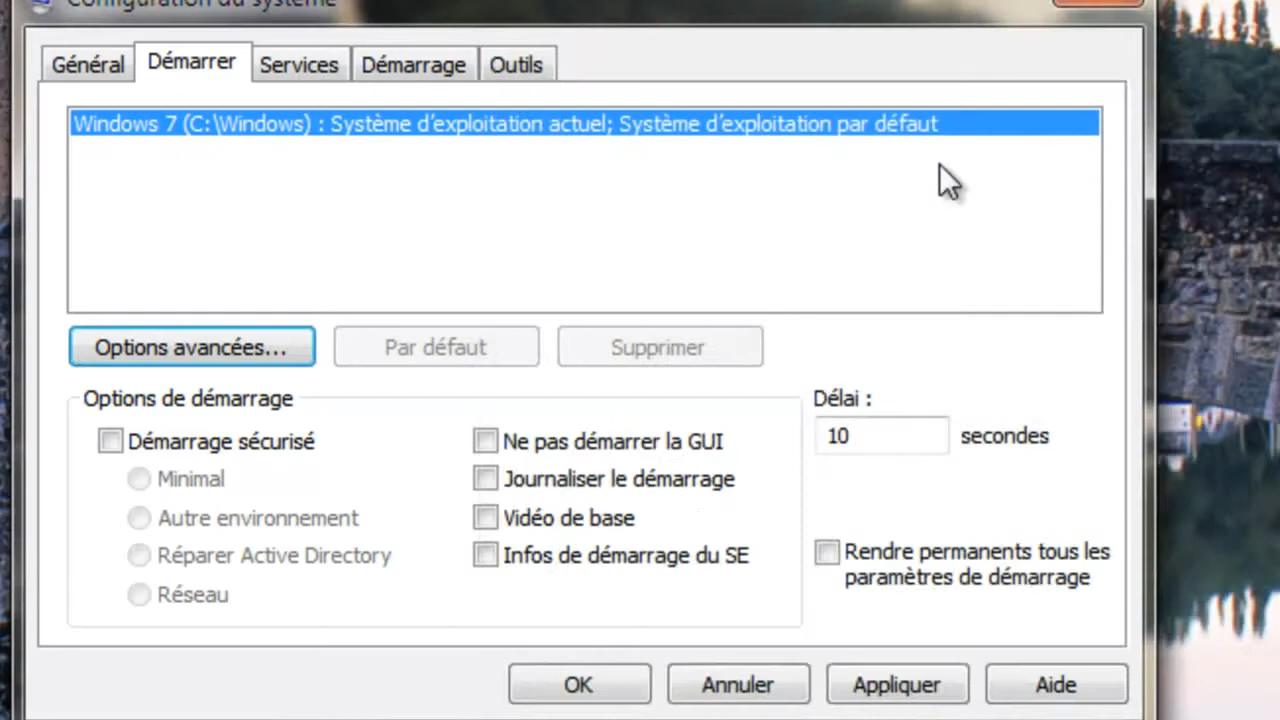 Configuration du système
Général Démarrer Services Démarrage Outils
Windows 7 (C:\Windows) : Système d'exploitation actuel; Système d'exploitation par défaut
Options avancées... Par défaut Supprimer
Options de démarrage
Démarrage sécurisé
Minimal
Autre environnement
Réparer Active Directory
Réseau
Ne pas démarrer la GUI
Journaliser le démarrage
Vidéo de base
Infos de démarrage du SE
Délai :
10 secondes
Rendre permanents tous les
paramètres de démarrage
OK Annuler Appliquer Aide